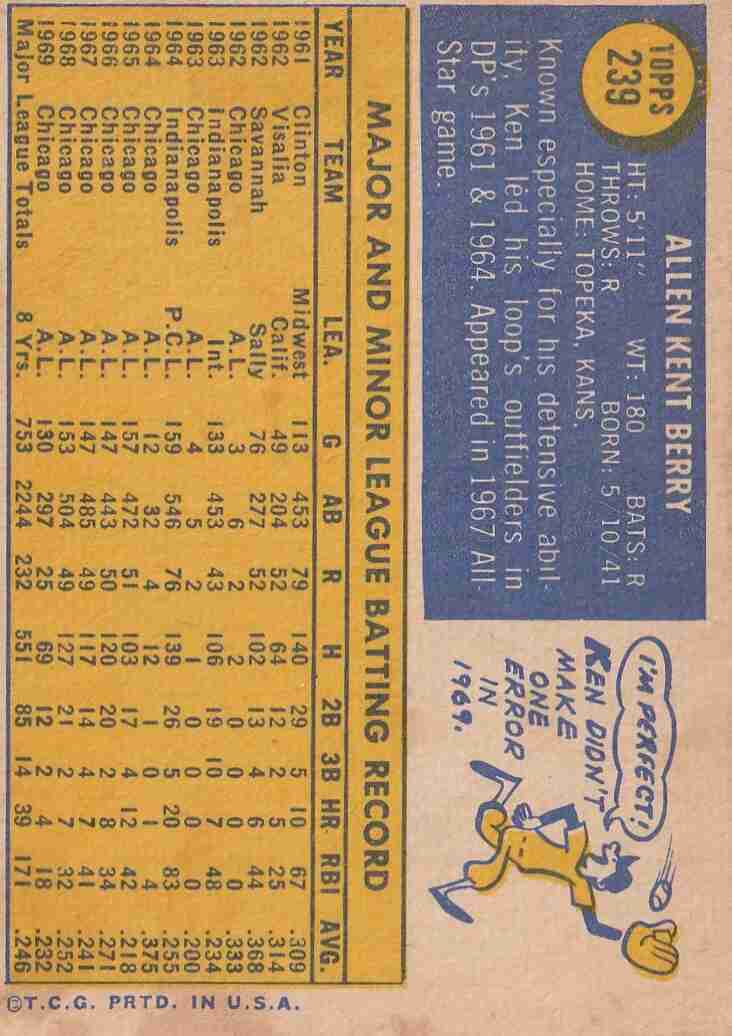 TOPPS
239
ALLEN KENT BERRY
HT: 5'11" WT: 180 BATS: R
THROWS: R BORN: 5/10/41
HOME: TOPEKA, KANS.
Known especially for his defensive abil-
ity, Ken led his loop's outfielders in
DP's 1961 & 1964. Appeared in 1967 All-
Star game.
I'M PERFECT!
KEN DIDN'T
MAKE
ONE
ERROR
IN
1969.
MAJOR AND MINOR LEAGUE BATTING RECORD
YEAR TEAM LEA. G AB R H 2B 3B HR. RBI AVG.
1961 Clinton Midwest 113 453 79 140 29 5 10 67 .309
1962 Visalia Calif. 49 204 52 64 12 2 5 25 .314
1962 Savannah Sally 76 277 52 102 13 4 6 44 .368
1962 Chicago A.L. 3 6 2 2 0 0 0 0 .333
1963 Indianapolis Int. 133 453 43 106 19 10 7 48 .234
1963 Chicago A.L. 4 5 2 1 0 0 0 0 .200
1964 Indianapolis P.C.L. 159 546 76 139 26 5 20 83 .255
1964 Chicago A.L. 12 32 4 12 1 0 1 4 .375
1965 Chicago A.L. 157 472 51 103 17 4 12 42 .218
1966 Chicago A.L. 147 443 50 120 20 2 8 34 .271
1967 Chicago A.L. 147 485 49 117 14 4 7 41 .241
1968 Chicago A.L. 153 504 49 127 21 2 7 32 .252
1969 Chicago A.L. 130 297 25 69 12 2 4 18 .232
Major League Totals 8 Yrs. 753 2244 232 551 85 14 39 171 .246
©T.C.G. PRTD. IN U.S.A.